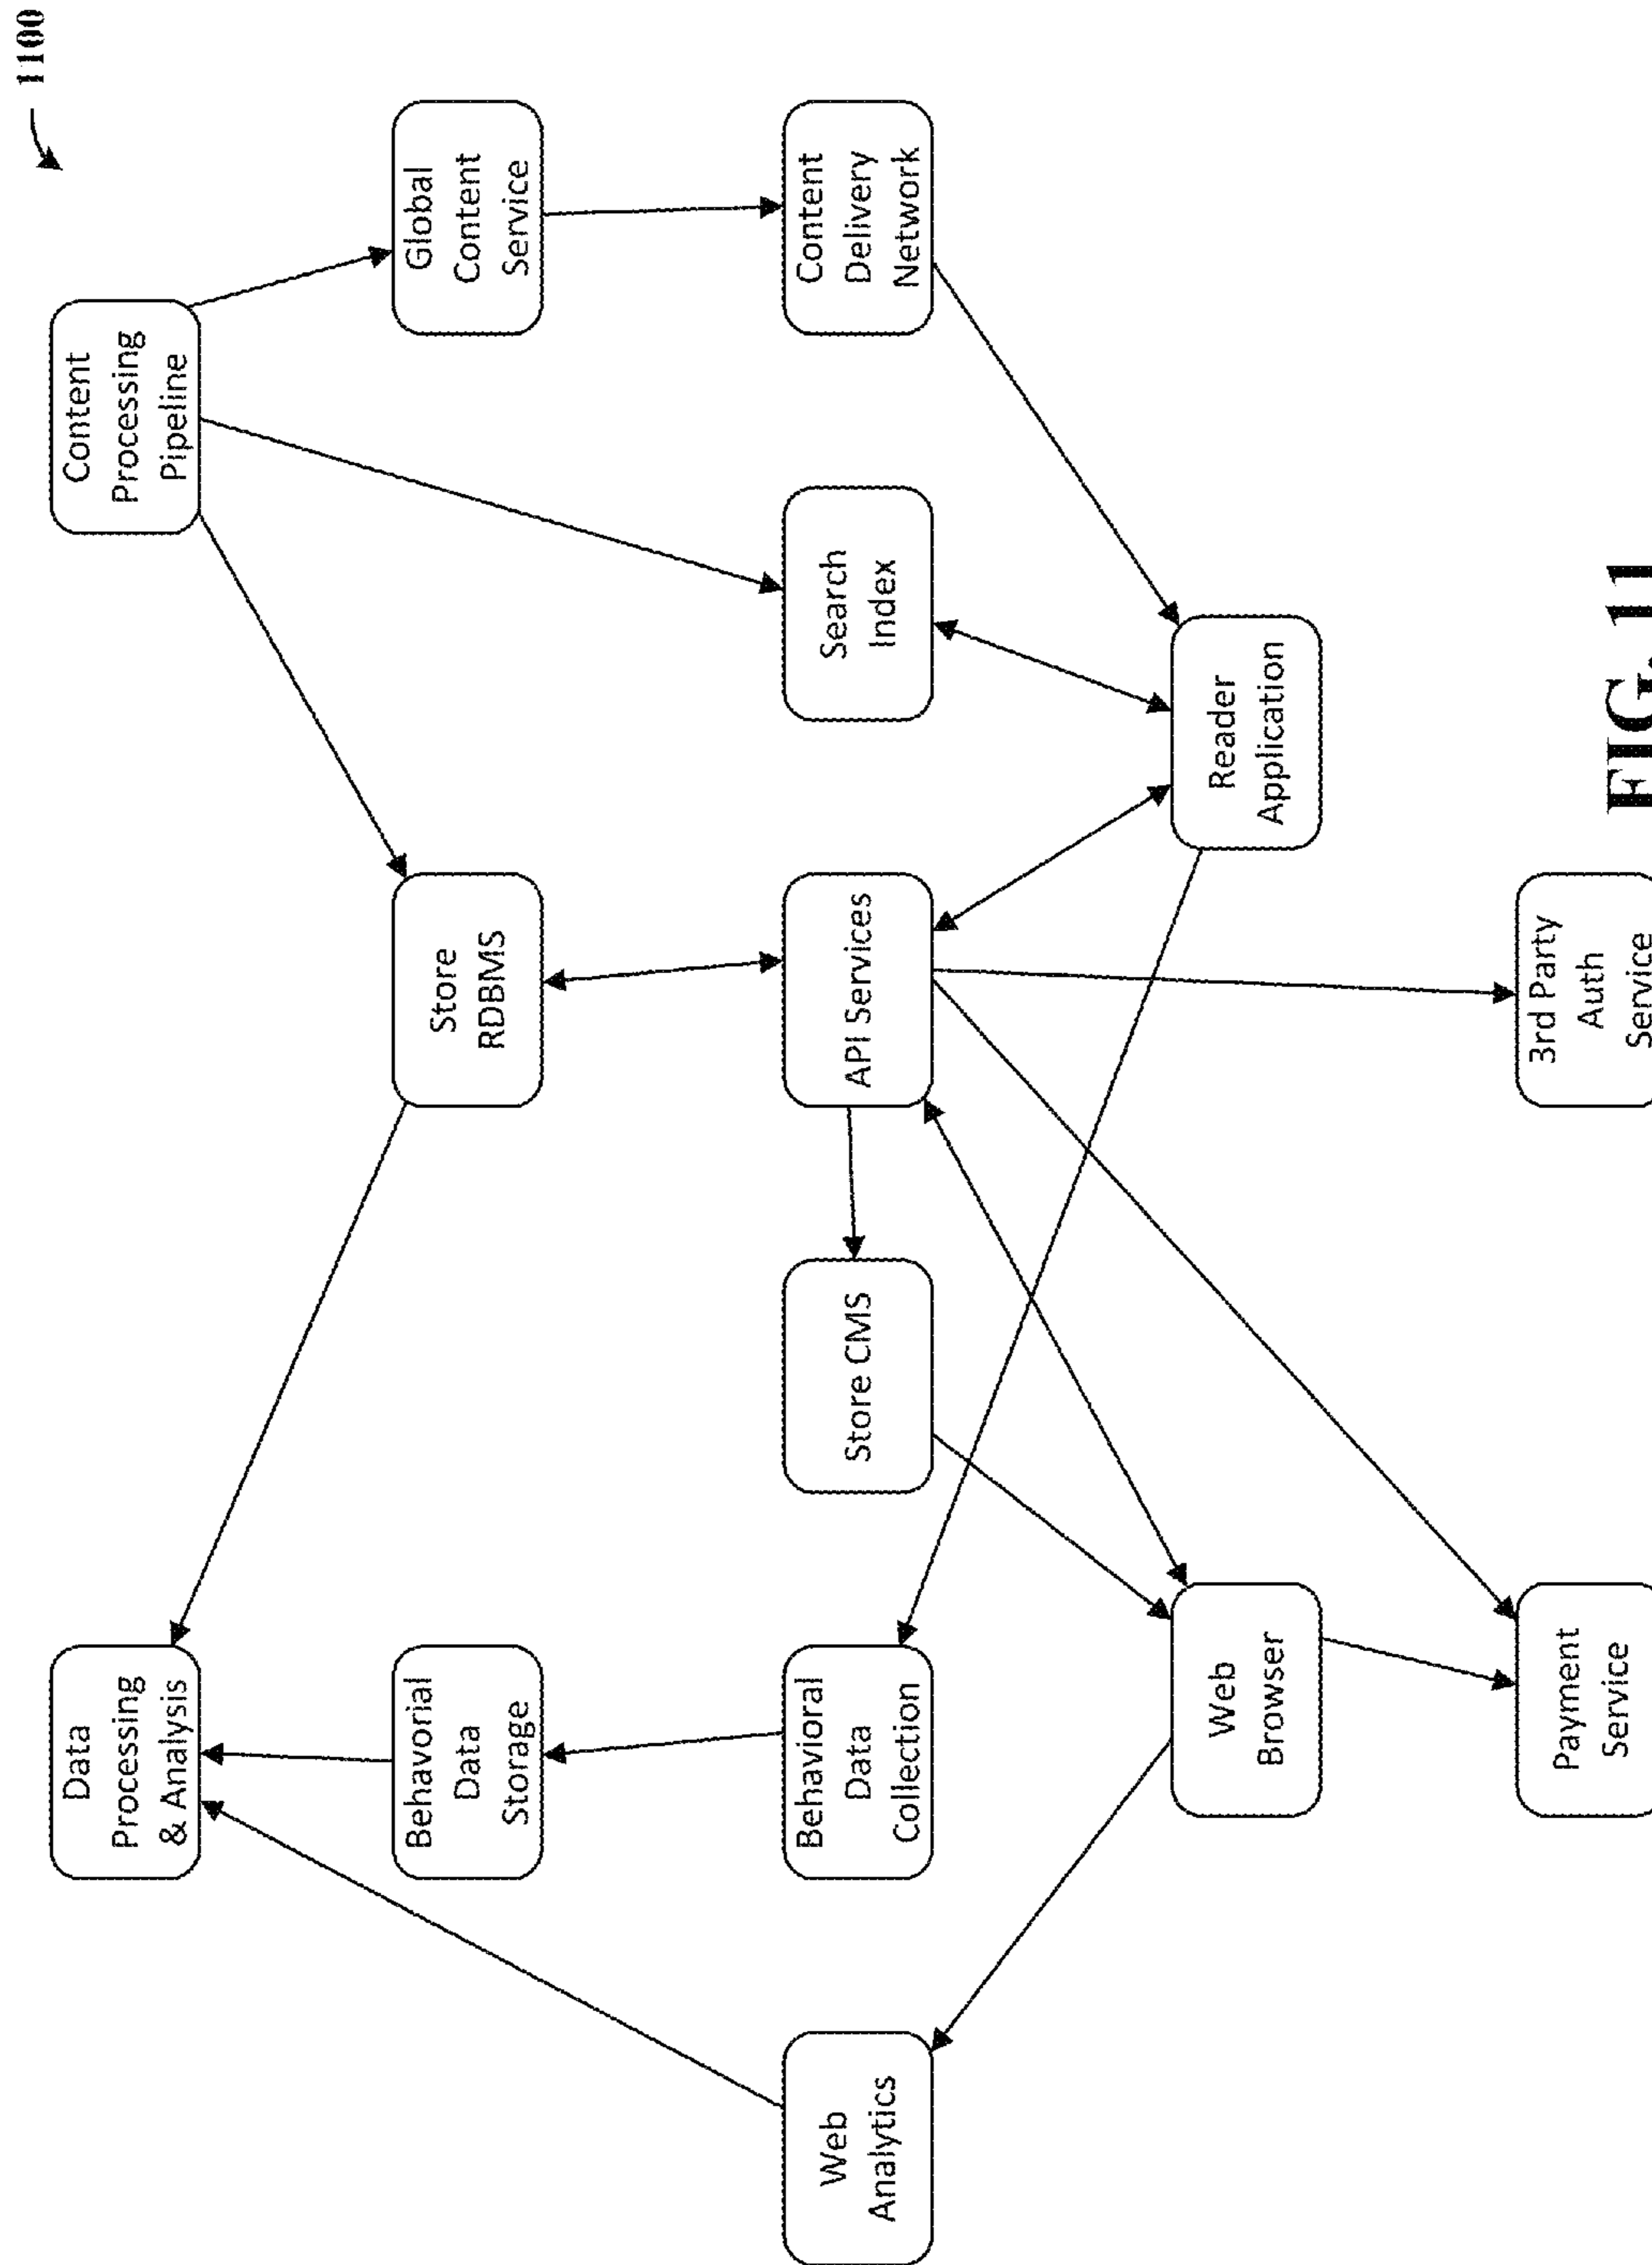 1100
Data
Processing
& Analysis
Content
Processing
Pipeline
Behavorial
Data
Storage
Store
RDBMS
Global
Content
Service
Web
Analytics
Behavioral
Data
Collection
Store CMS
API Services
Search
Index
Content
Delivery
Network
Web
Browser
Reader
Application
Payment
Service
3rd Party
Auth
Service
FIG. 11